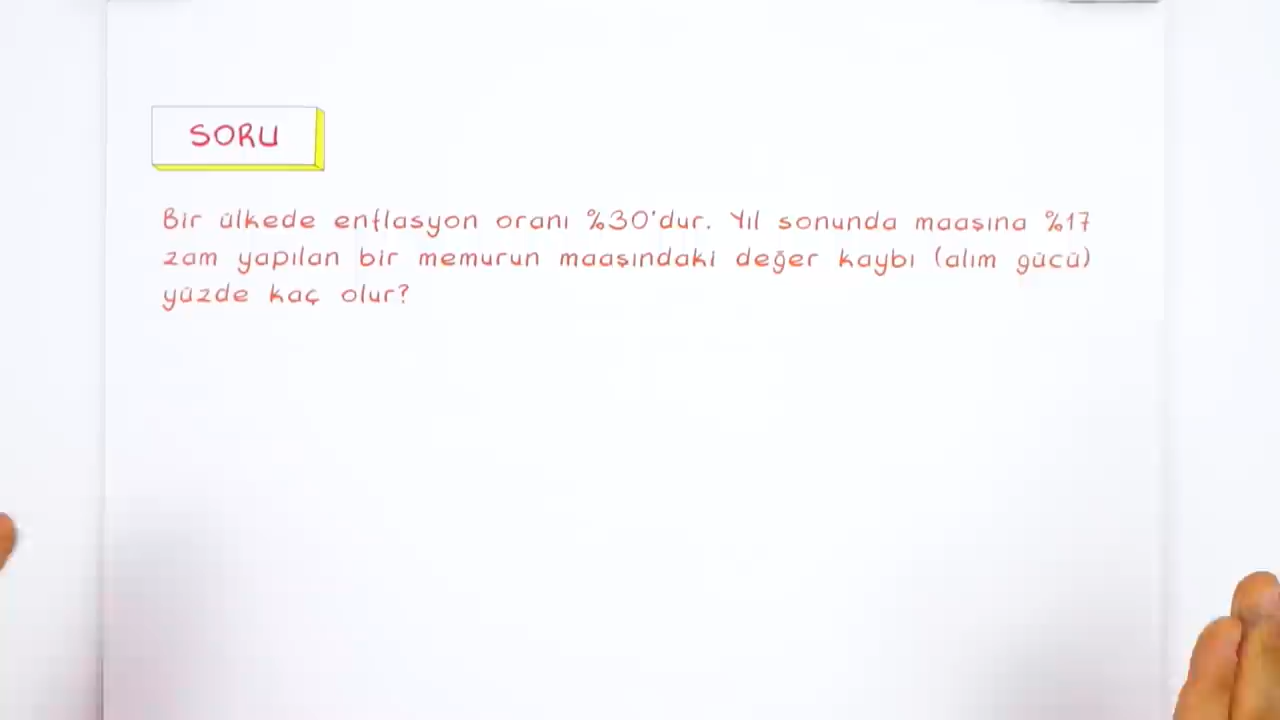 SORU
Bir ülkede enflasyon oranı %30'dur. Yıl sonunda maaşına %17
zam yapılan bir memurun maaşındaki değer kaybı (alım gücü)
yüzde kaç olur?